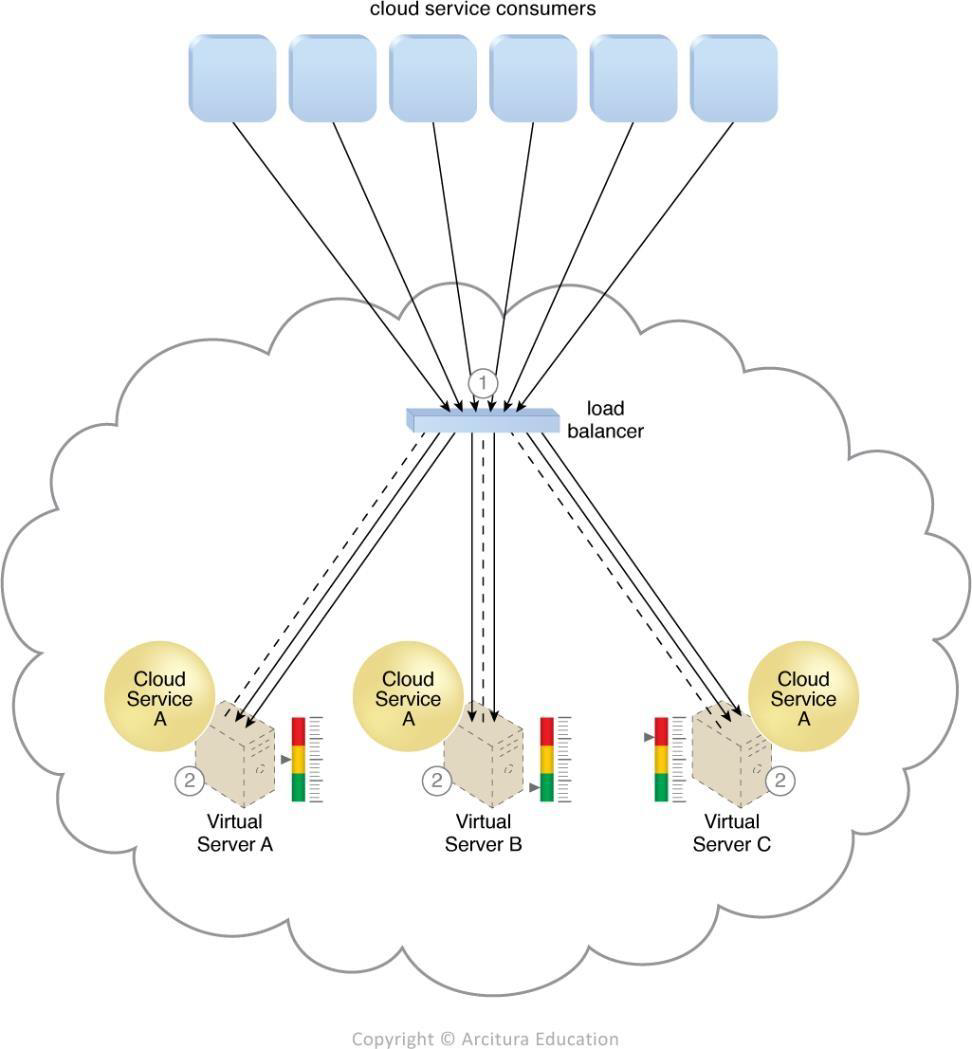 cloud service consumers
1
load
balancer
Cloud
Service
A
Cloud
Service
A
Cloud
Service
A
2
2
2
Virtual
Server A
Virtual
Server B
Virtual
Server C
Copyright © Arcitura Education